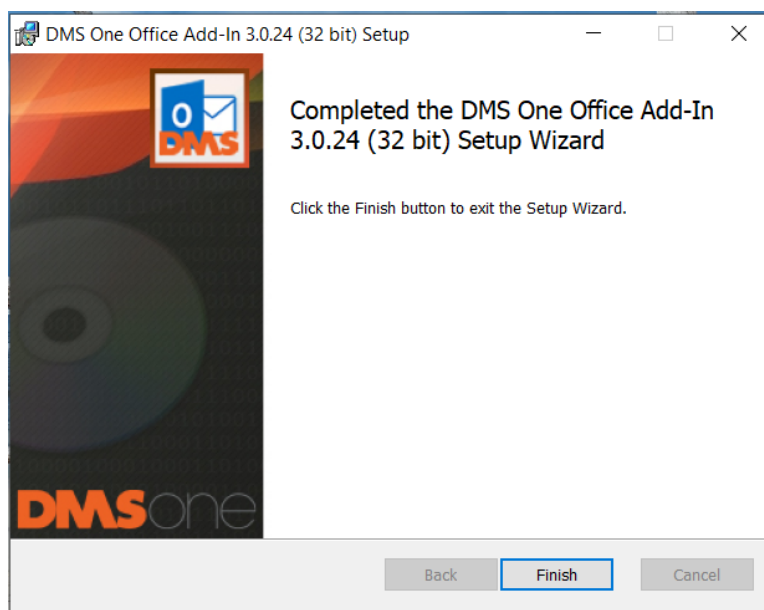 DMS One Office Add-In 3.0.24 (32 bit) Setup
O
DMS
Completed the DMS One Office Add-In
3.0.24 (32 bit) Setup Wizard
Click the Finish button to exit the Setup Wizard.
DMSone
Back
Finish
Cancel